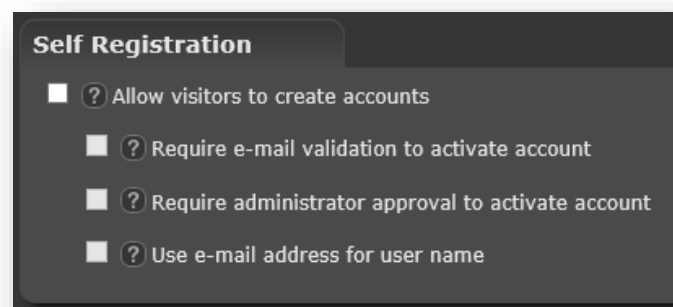 Self Registration
? Allow visitors to create accounts
? Require e-mail validation to activate account
? Require administrator approval to activate account
? Use e-mail address for user name